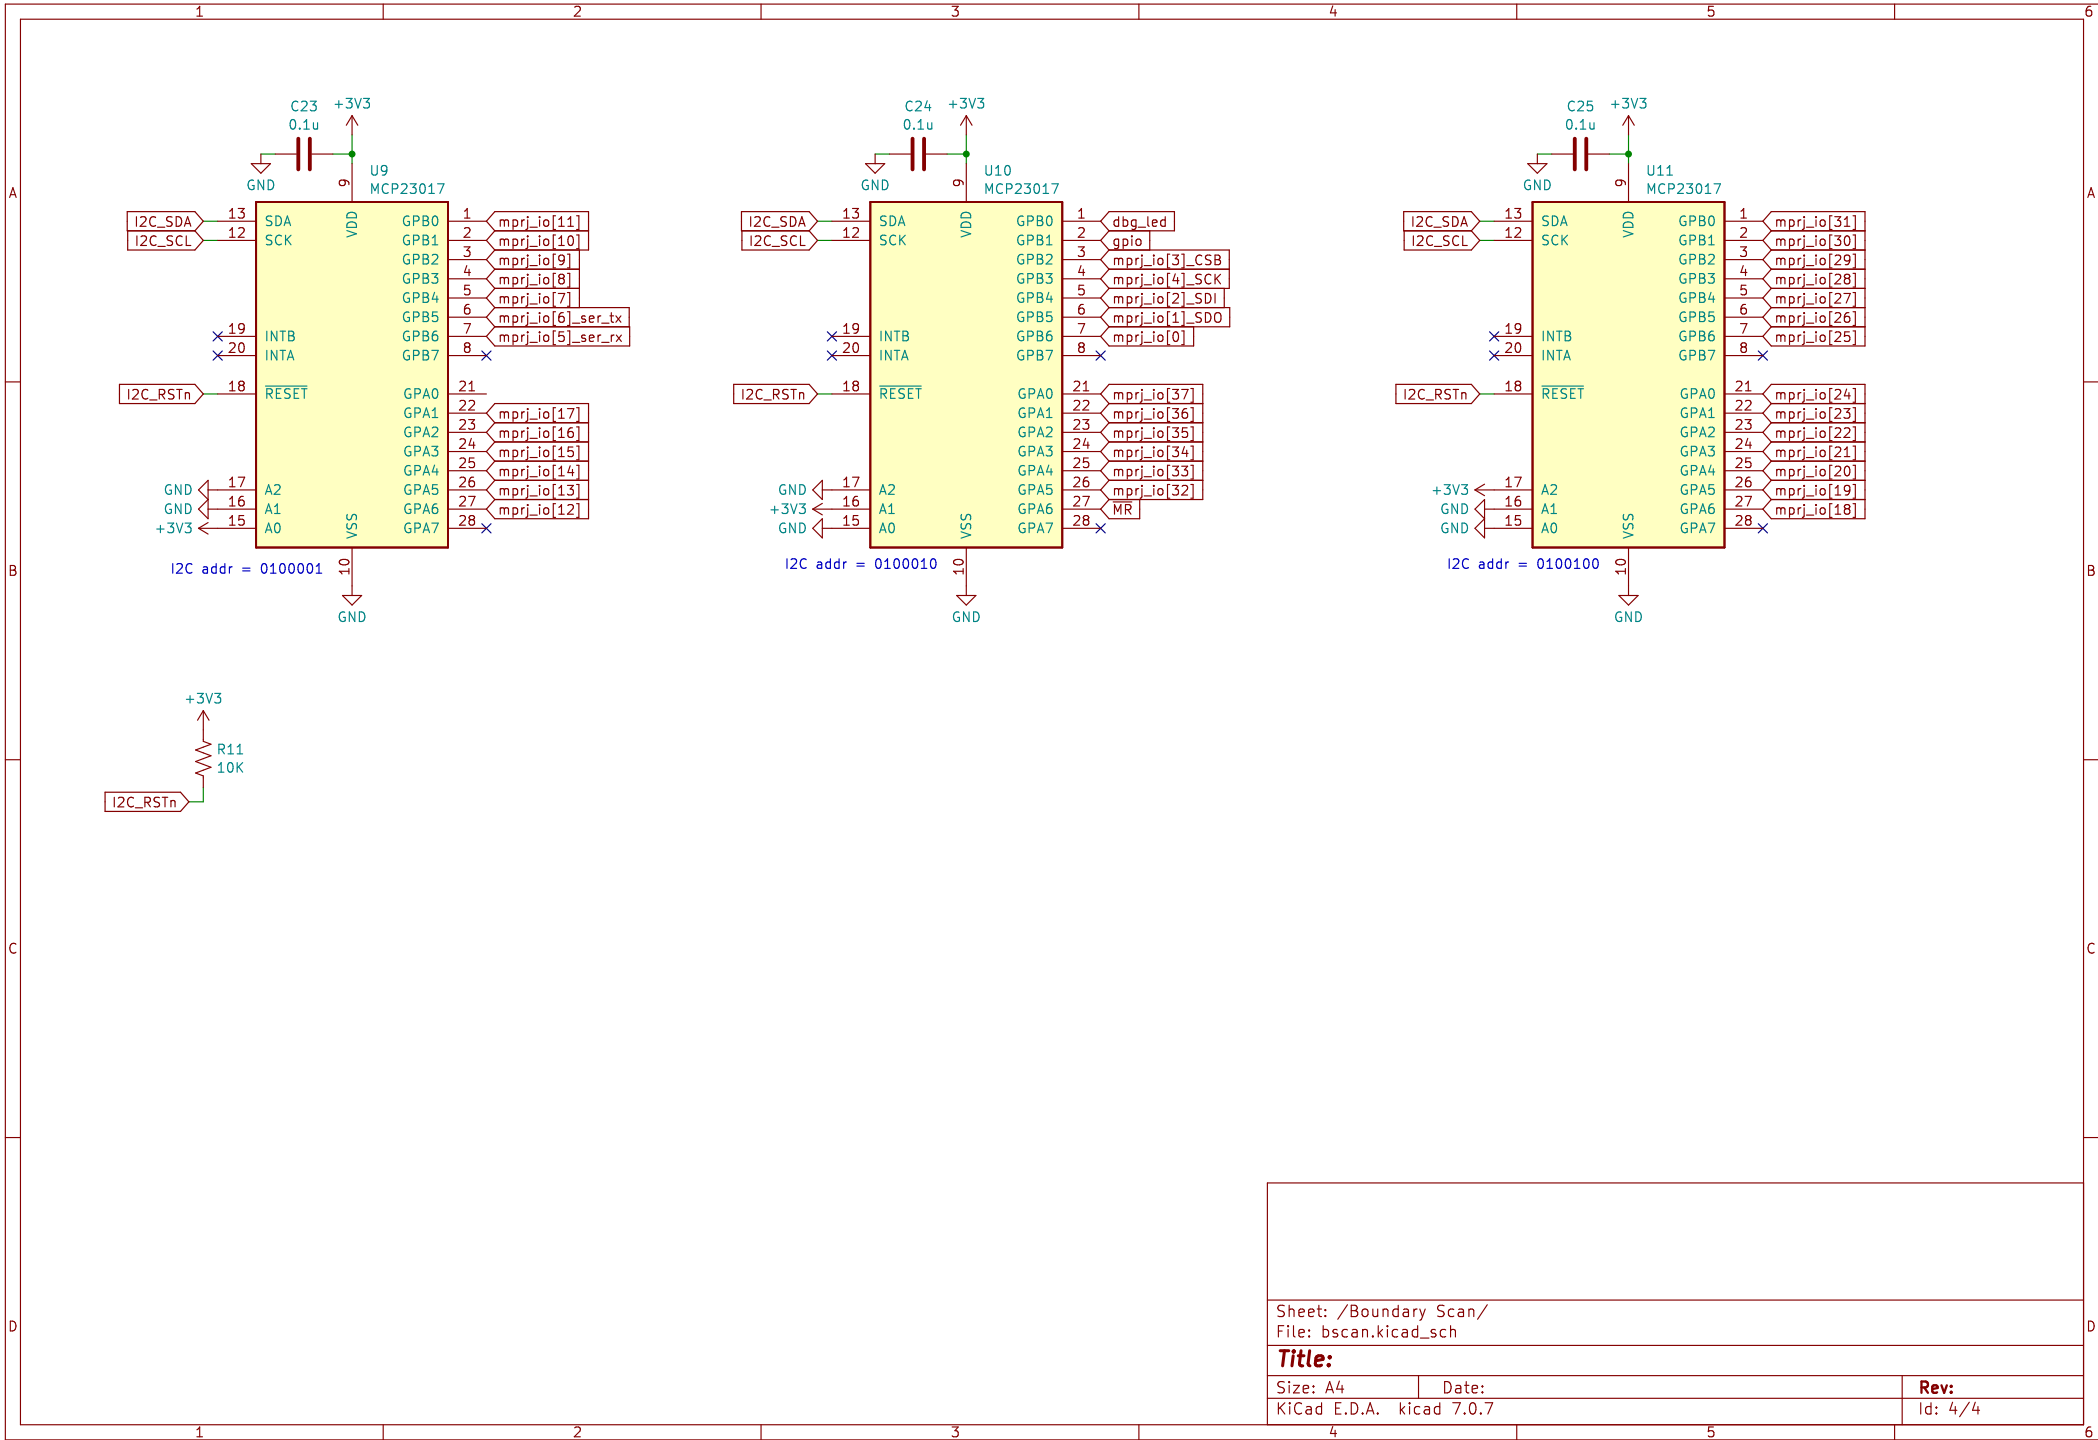 1 2 3 4 5 6
A
B
C
D
A
B
C
D
C23
0.1u
+3V3
GND
U9
MCP23017
9
VDD
I2C_SDA 13 SDA
I2C_SCL 12 SCK
19 INTB
20 INTA
I2C_RSTn 18 RESET
GND 17 A2
GND 16 A1
+3V3 15 A0
GPB0 1 mprj_io[11]
GPB1 2 mprj_io[10]
GPB2 3 mprj_io[9]
GPB3 4 mprj_io[8]
GPB4 5 mprj_io[7]
GPB5 6 mprj_io[6]_ser_tx
GPB6 7 mprj_io[5]_ser_rx
GPB7 8
GPA0 21
GPA1 22 mprj_io[17]
GPA2 23 mprj_io[16]
GPA3 24 mprj_io[15]
GPA4 25 mprj_io[14]
GPA5 26 mprj_io[13]
GPA6 27 mprj_io[12]
GPA7 28
VSS
10
GND
I2C addr = 0100001
C24
0.1u
+3V3
GND
U10
MCP23017
9
VDD
I2C_SDA 13 SDA
I2C_SCL 12 SCK
19 INTB
20 INTA
I2C_RSTn 18 RESET
GND 17 A2
+3V3 16 A1
GND 15 A0
GPB0 1 dbg_led
GPB1 2 gpio
GPB2 3 mprj_io[3]_CSB
GPB3 4 mprj_io[4]_SCK
GPB4 5 mprj_io[2]_SDI
GPB5 6 mprj_io[1]_SDO
GPB6 7 mprj_io[0]
GPB7 8
GPA0 21 mprj_io[37]
GPA1 22 mprj_io[36]
GPA2 23 mprj_io[35]
GPA3 24 mprj_io[34]
GPA4 25 mprj_io[33]
GPA5 26 mprj_io[32]
GPA6 27 MR
GPA7 28
VSS
10
GND
I2C addr = 0100010
C25
0.1u
+3V3
GND
U11
MCP23017
9
VDD
I2C_SDA 13 SDA
I2C_SCL 12 SCK
19 INTB
20 INTA
I2C_RSTn 18 RESET
+3V3 17 A2
GND 16 A1
GND 15 A0
GPB0 1 mprj_io[31]
GPB1 2 mprj_io[30]
GPB2 3 mprj_io[29]
GPB3 4 mprj_io[28]
GPB4 5 mprj_io[27]
GPB5 6 mprj_io[26]
GPB6 7 mprj_io[25]
GPB7 8
GPA0 21 mprj_io[24]
GPA1 22 mprj_io[23]
GPA2 23 mprj_io[22]
GPA3 24 mprj_io[21]
GPA4 25 mprj_io[20]
GPA5 26 mprj_io[19]
GPA6 27 mprj_io[18]
GPA7 28
VSS
10
GND
I2C addr = 0100100
+3V3
R11
10K
I2C_RSTn
Sheet: /Boundary Scan/
File: bscan.kicad_sch
Title:
Size: A4 Date: Rev:
KiCad E.D.A. kicad 7.0.7 Id: 4/4
1 2 3 4 5 6